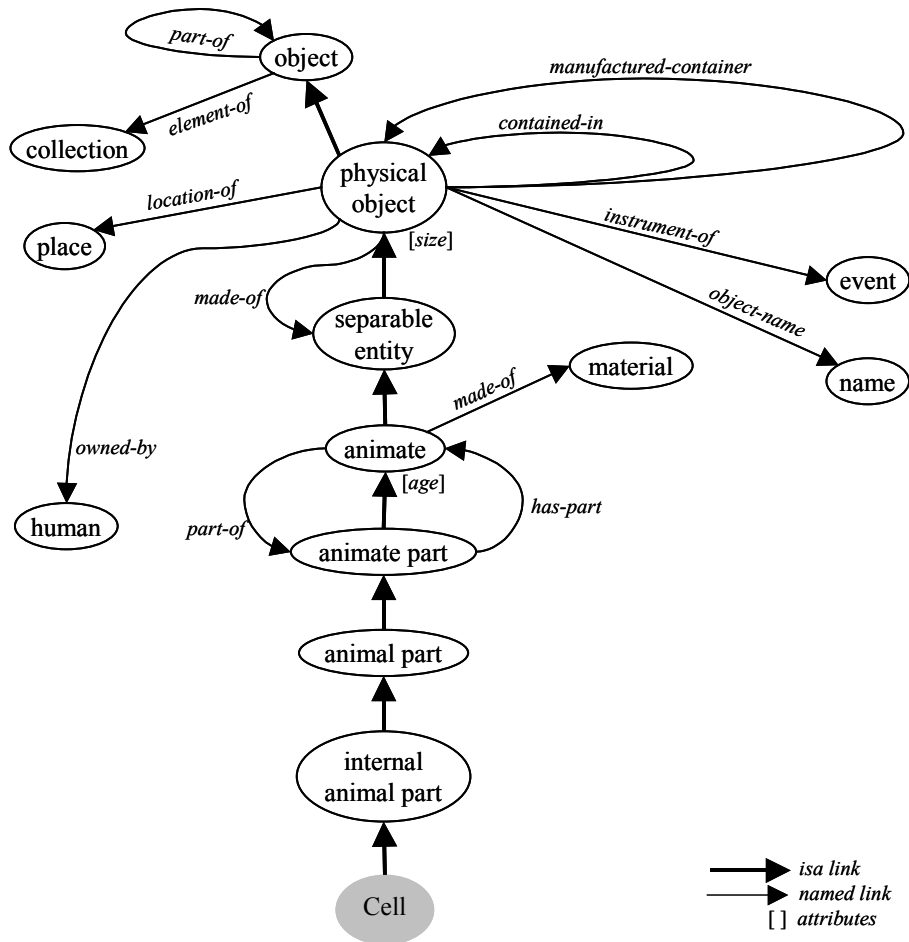 part-of
object
manufactured-container
element-of
contained-in
collection
physical
object
location-of
place
[size]
instrument-of
event
made-of
object-name
separable
entity
material
name
made-of
animate
owned-by
[age]
has-part
human
part-of
animate part
animal part
internal
animal part
isa link
Cell
named link
[ ] attributes